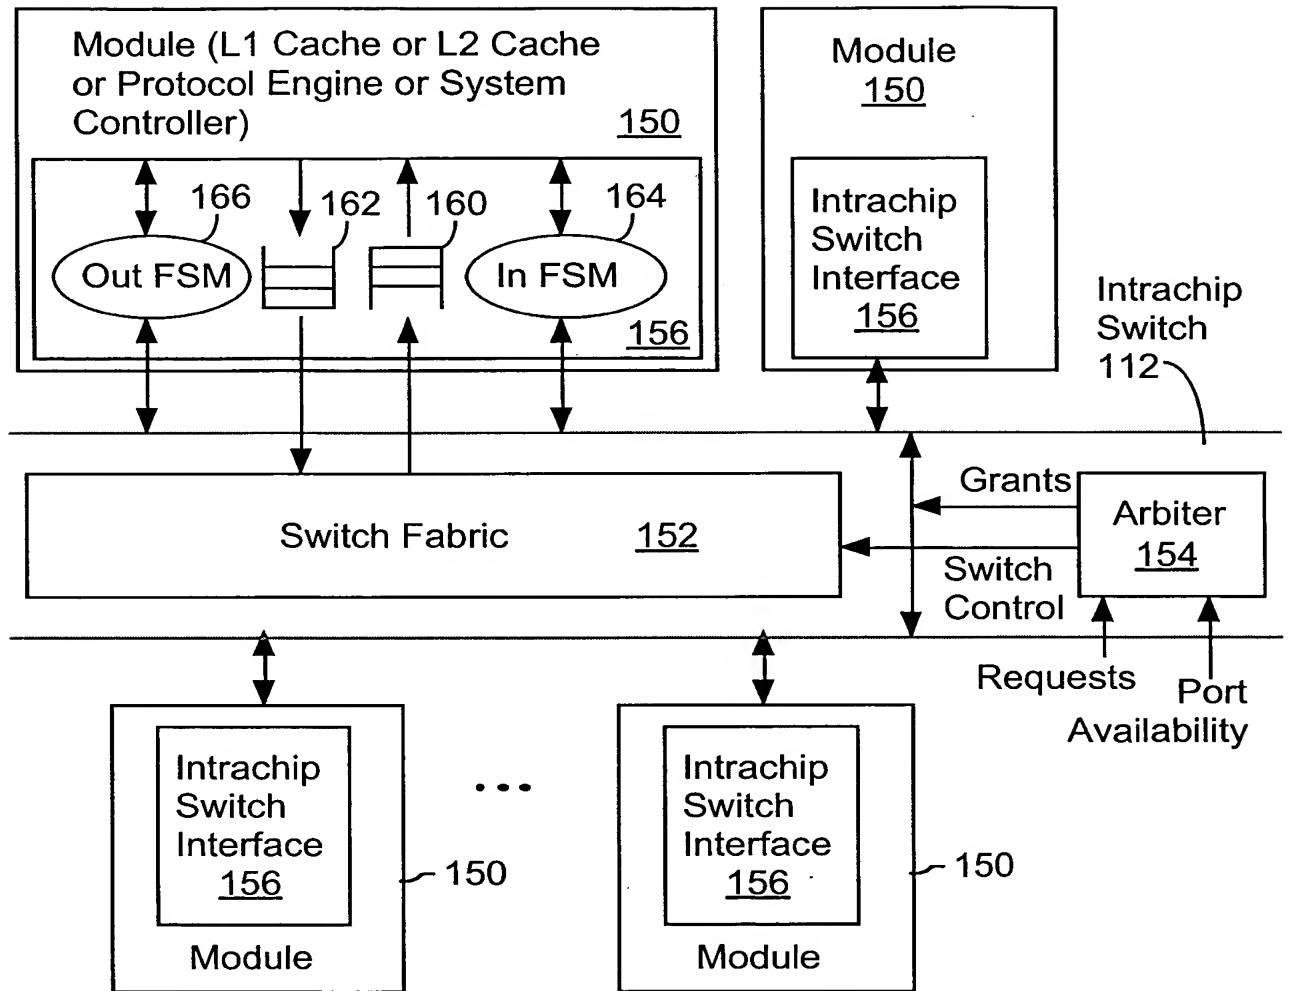 Module (L1 Cache or L2 Cache
or Protocol Engine or System
Controller)
150
166
162
160
164
Out FSM
In FSM
156
Module
150
Intrachip
Switch
Interface
156
Intrachip
Switch
112
Switch Fabric 152
Grants
Arbiter
154
Switch
Control
Requests
Port
Availability
Intrachip
Switch
Interface
156
150
Module
...
Intrachip
Switch
Interface
156
150
Module